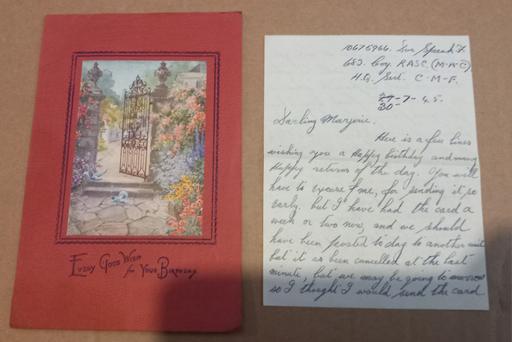 Every Good Wish
for Your Birthday
10675966. Dvr Speak F.
653. Coy. R.A.S.C. (M-A-C)
H.Q. Sect. C-M-F.
30-7-45.
Darling Marjorie.
Here is a few lines
wishing you a Happy birthday and many
Happy returns of the day. You will
have to excuse me, for sending it so
early, but I have had the card a
week or two now, and we should
have been posted to day to another unit
but it as been cancelled at the last
minute, but we may be going to
so I thought I would send the card